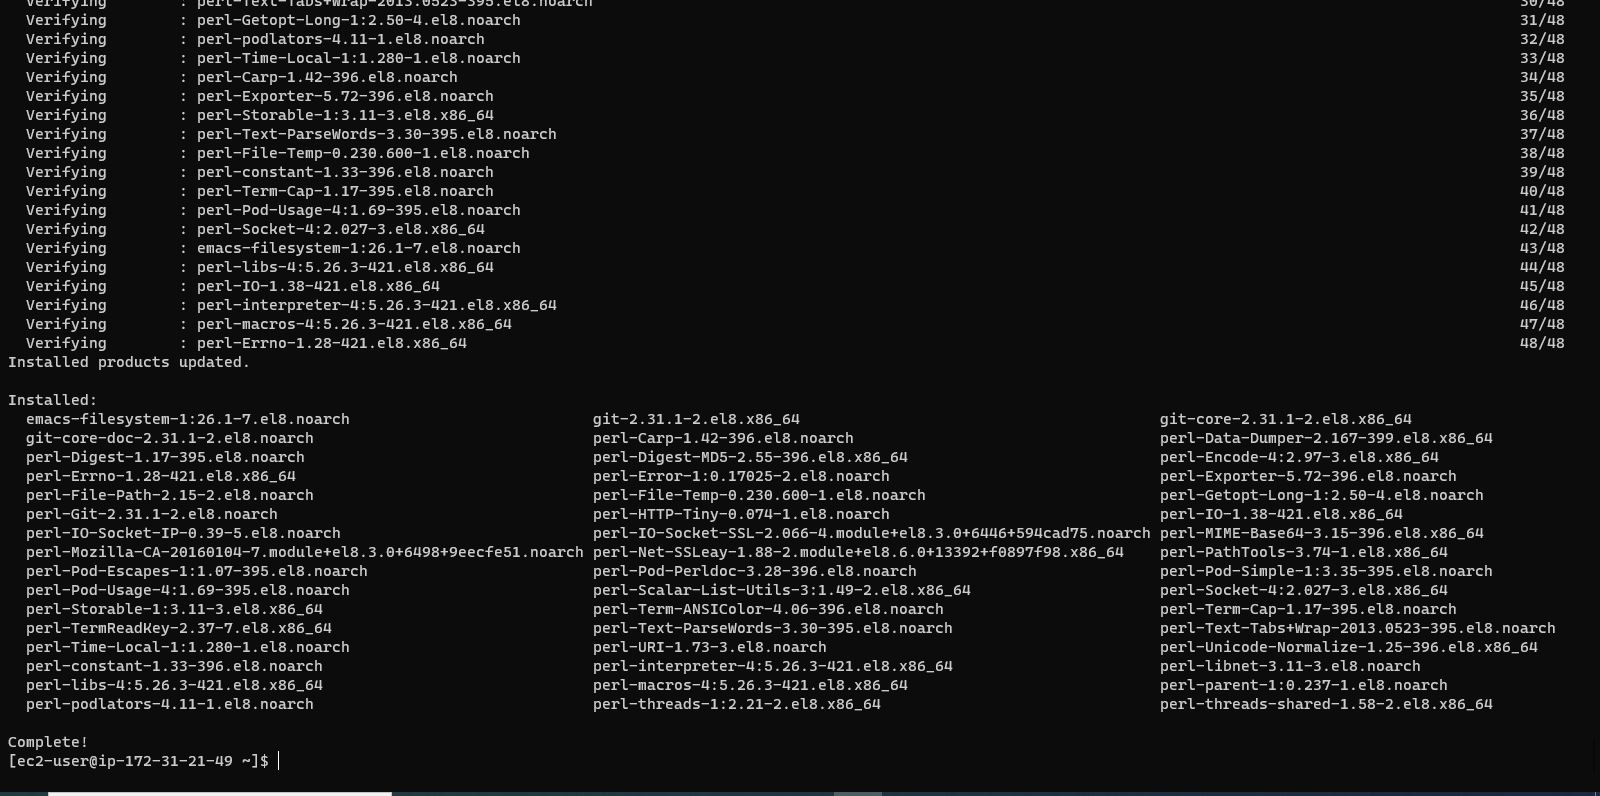 Verifying : perl-Text-Tabs+Wrap-2013.0523-395.el8.noarch 30/48
Verifying : perl-Getopt-Long-1:2.50-4.el8.noarch 31/48
Verifying : perl-podlators-4.11-1.el8.noarch 32/48
Verifying : perl-Time-Local-1:1.280-1.el8.noarch 33/48
Verifying : perl-Carp-1.42-396.el8.noarch 34/48
Verifying : perl-Exporter-5.72-396.el8.noarch 35/48
Verifying : perl-Storable-1:3.11-3.el8.x86_64 36/48
Verifying : perl-Text-ParseWords-3.30-395.el8.noarch 37/48
Verifying : perl-File-Temp-0.230.600-1.el8.noarch 38/48
Verifying : perl-constant-1.33-396.el8.noarch 39/48
Verifying : perl-Term-Cap-1.17-395.el8.noarch 40/48
Verifying : perl-Pod-Usage-4:1.69-395.el8.noarch 41/48
Verifying : perl-Socket-4:2.027-3.el8.x86_64 42/48
Verifying : emacs-filesystem-1:26.1-7.el8.noarch 43/48
Verifying : perl-libs-4:5.26.3-421.el8.x86_64 44/48
Verifying : perl-IO-1.38-421.el8.x86_64 45/48
Verifying : perl-interpreter-4:5.26.3-421.el8.x86_64 46/48
Verifying : perl-macros-4:5.26.3-421.el8.x86_64 47/48
Verifying : perl-Errno-1.28-421.el8.x86_64 48/48
Installed products updated.
Installed:
emacs-filesystem-1:26.1-7.el8.noarch git-2.31.1-2.el8.x86_64 git-core-2.31.1-2.el8.x86_64
git-core-doc-2.31.1-2.el8.noarch perl-Carp-1.42-396.el8.noarch perl-Data-Dumper-2.167-399.el8.x86_64
perl-Digest-1.17-395.el8.noarch perl-Digest-MD5-2.55-396.el8.x86_64 perl-Encode-4:2.97-3.el8.x86_64
perl-Errno-1.28-421.el8.x86_64 perl-Error-1:0.17025-2.el8.noarch perl-Exporter-5.72-396.el8.noarch
perl-File-Path-2.15-2.el8.noarch perl-File-Temp-0.230.600-1.el8.noarch perl-Getopt-Long-1:2.50-4.el8.noarch
perl-Git-2.31.1-2.el8.noarch perl-HTTP-Tiny-0.074-1.el8.noarch perl-IO-1.38-421.el8.x86_64
perl-IO-Socket-IP-0.39-5.el8.noarch perl-IO-Socket-SSL-2.066-4.module+el8.3.0+6446+594cad75.noarch perl-MIME-Base64-3.15-396.el8.x86_64
perl-Mozilla-CA-20160104-7.module+el8.3.0+6498+9eecfe51.noarch perl-Net-SSLeay-1.88-2.module+el8.6.0+13392+f0897f98.x86_64 perl-PathTools-3.74-1.el8.x86_64
perl-Pod-Escapes-1:1.07-395.el8.noarch perl-Pod-Perldoc-3.28-396.el8.noarch perl-Pod-Simple-1:3.35-395.el8.noarch
perl-Pod-Usage-4:1.69-395.el8.noarch perl-Scalar-List-Utils-3:1.49-2.el8.x86_64 perl-Socket-4:2.027-3.el8.x86_64
perl-Storable-1:3.11-3.el8.x86_64 perl-Term-ANSIColor-4.06-396.el8.noarch perl-Term-Cap-1.17-395.el8.noarch
perl-TermReadKey-2.37-7.el8.x86_64 perl-Text-ParseWords-3.30-395.el8.noarch perl-Text-Tabs+Wrap-2013.0523-395.el8.noarch
perl-Time-Local-1:1.280-1.el8.noarch perl-URI-1.73-3.el8.noarch perl-Unicode-Normalize-1.25-396.el8.x86_64
perl-constant-1.33-396.el8.noarch perl-interpreter-4:5.26.3-421.el8.x86_64 perl-libnet-3.11-3.el8.noarch
perl-libs-4:5.26.3-421.el8.x86_64 perl-macros-4:5.26.3-421.el8.x86_64 perl-parent-1:0.237-1.el8.noarch
perl-podlators-4.11-1.el8.noarch perl-threads-1:2.21-2.el8.x86_64 perl-threads-shared-1.58-2.el8.x86_64
Complete!
[ec2-user@ip-172-31-21-49 ~]$